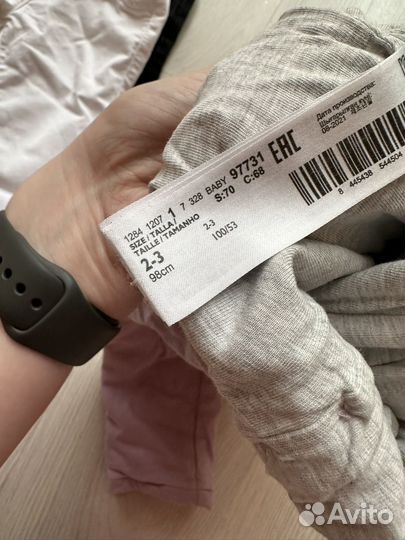 1284 1207 1 7 328 BABY 97731
S:70 C:68
SIZE / TALLA /
TAILLE / TAMANHO
2-3
98cm
2-3
100/53
EAC
Дата производства:
08-2021
8 445438 544504
Avito